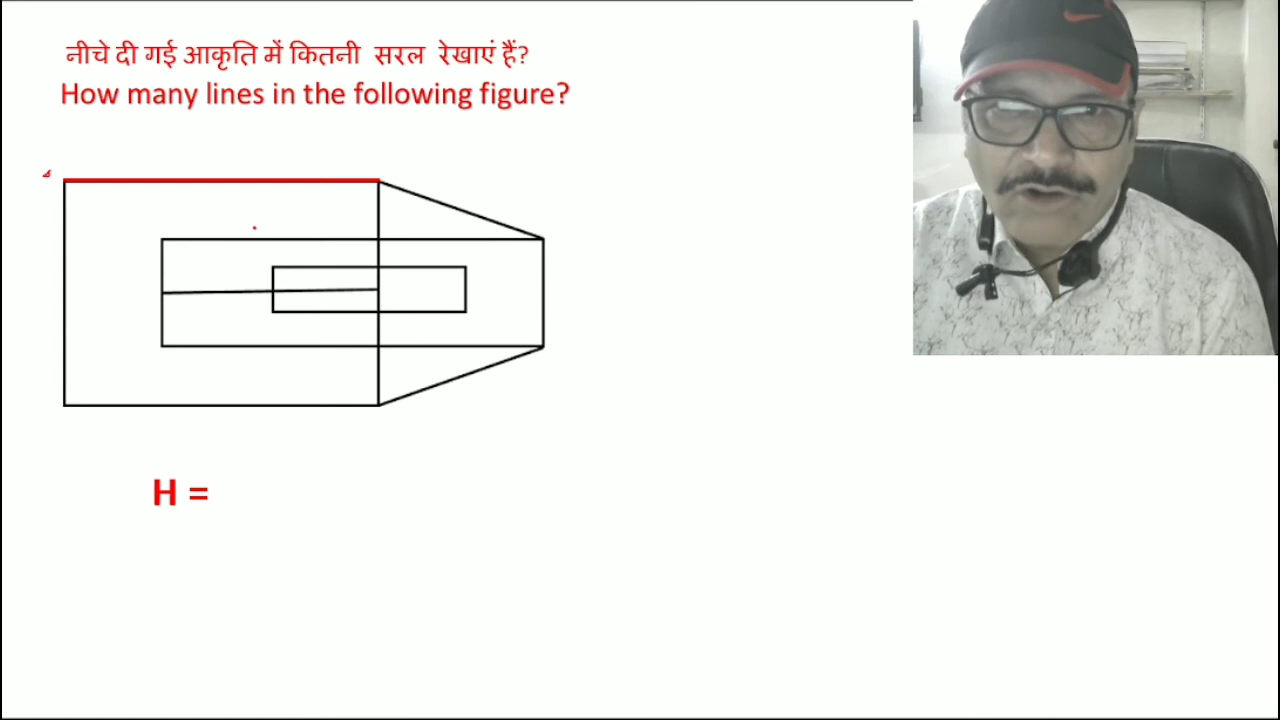 नीचे दी गई आकृति में कितनी सरल रेखाएं हैं?
How many lines in the following figure?
H =